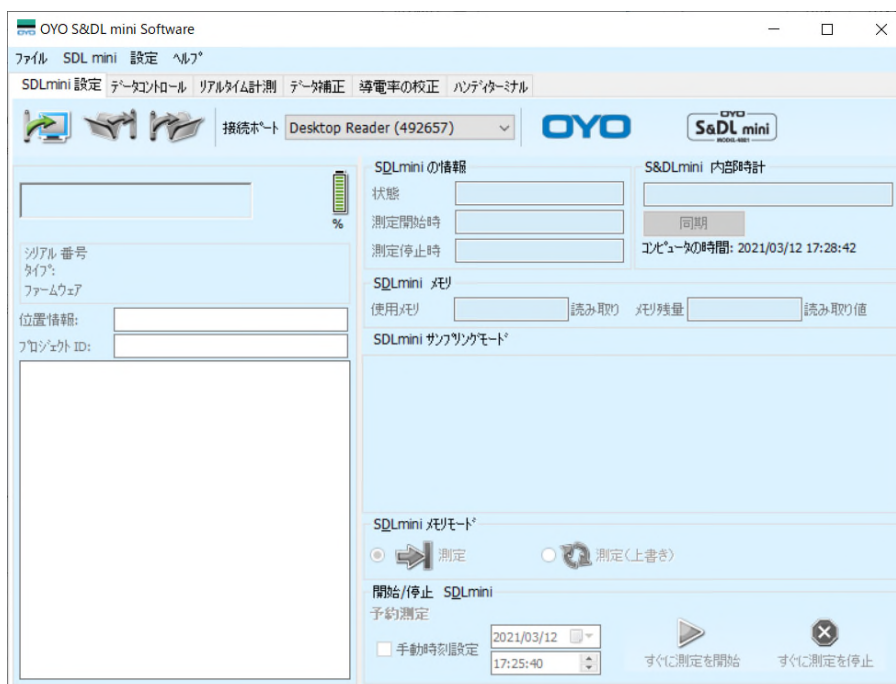 OYO S&DL mini Software
ファイル SDL mini 設定 ヘルプ
SDLmini 設定 データコントロール リアルタイム計測 データ補正 導電率の校正 ハンディターミナル
接続ポート Desktop Reader (492657) OYO OYO S&DL mini MODEL-4821
SDLminiの情報
状態
測定開始時
測定停止時
S&DLmini 内部時計
同期
コンピュータの時間: 2021/03/12 17:28:42
%
シリアル 番号
タイプ:
ファームウェア
位置情報:
プロジェクト ID:
SDLmini メモリ
使用メモリ 読み取り メモリ残量 読み取り値
SDLmini サンプリングモード
SDLmini メモリモード
測定 測定(上書き)
開始/停止 SDLmini
予約測定
手動時刻設定
2021/03/12
17:25:40
すぐに測定を開始 すぐに測定を停止